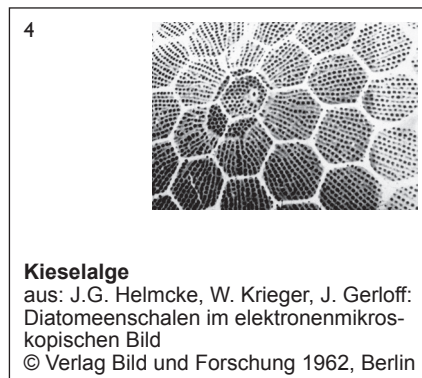 4
Kieselalge
aus: J.G. Helmcke, W. Krieger, J. Gerloff:
Diatomeenschalen im elektronenmikros-
kopischen Bild
© Verlag Bild und Forschung 1962, Berlin